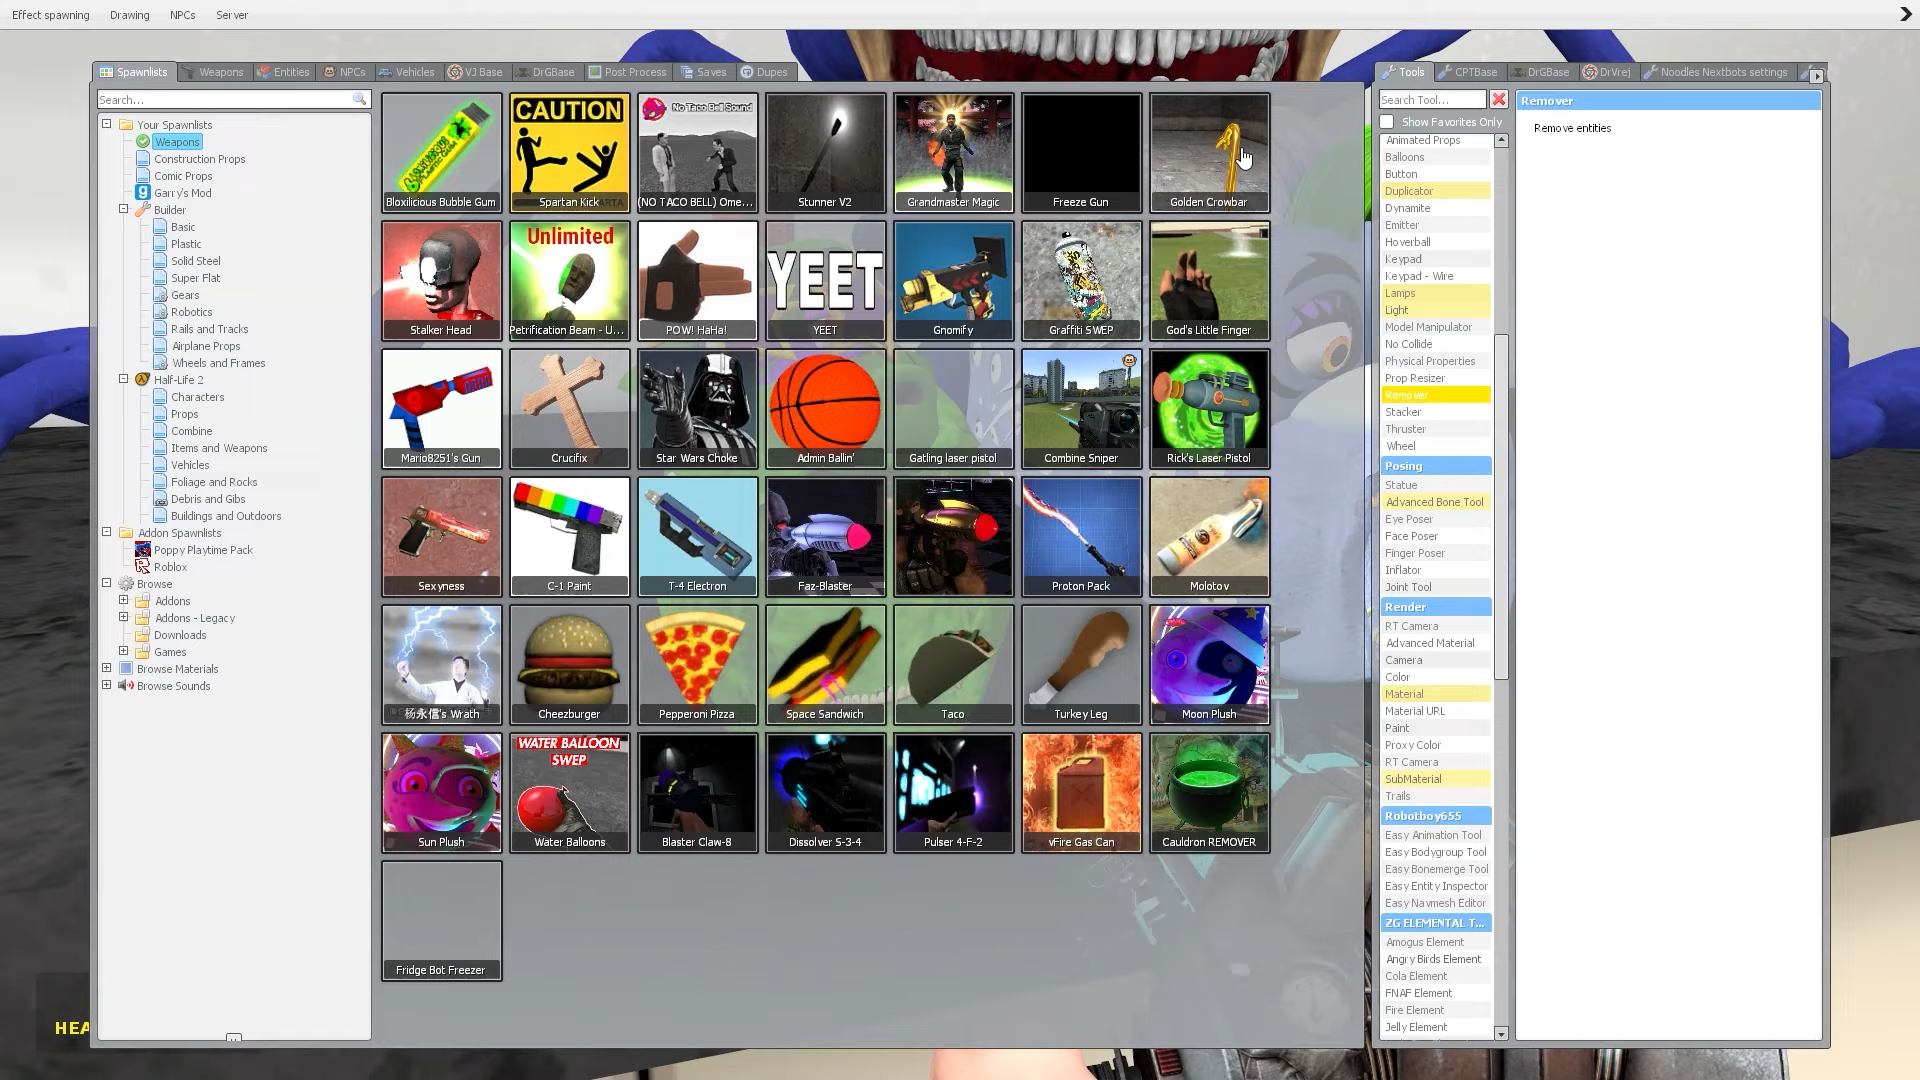 Effect spawning Drawing NPCs Server
Spawnlists Weapons Entities NPCs Vehicles VJ Base DrGBase Post Process Saves Dupes
Search...
Your Spawnlists
Weapons
Construction Props
Comic Props
Garry's Mod
Builder
Basic
Plastic
Solid Steel
Super Flat
Gears
Robotics
Rails and Tracks
Airplane Props
Wheels and Frames
Half-Life 2
Characters
Props
Combine
Items and Weapons
Vehicles
Foliage and Rocks
Debris and Gibs
Buildings and Outdoors
Addon Spawnlists
Poppy Playtime Pack
Roblox
Browse
Addons
Addons - Legacy
Downloads
Games
Browse Materials
Browse Sounds
HEA
CAUTION
No Taco Bell Sound
Bloxilicious Bubble Gum Spartan Kick (NO TACO BELL) Ome... Stunner V2 Grandmaster Magic Freeze Gun Golden Crowbar
Unlimited
YEET
Stalker Head Petrification Beam - U... POW! HaHa! YEET Gnomify Graffiti SWEP God's Little Finger
Mario8251's Gun Crucifix Star Wars Choke Admin Ballin' Gatling laser pistol Combine Sniper Rick's Laser Pistol
Sexyness C-1 Paint T-4 Electron Faz-Blaster Proton Pack Molotov
杨永信's Wrath Cheezburger Pepperoni Pizza Space Sandwich Taco Turkey Leg Moon Plush
WATER BALLOON
SWEP
Sun Plush Water Balloons Blaster Claw-8 Dissolver 5-3-4 Pulser 4-F-2 vFire Gas Can Cauldron REMOVER
Fridge Bot Freezer
Tools CPTBase DrGBase DrVrej Noodles Nextbots settings
Search Tool...
Show Favorites Only
Animated Props
Balloons
Button
Duplicator
Dynamite
Emitter
Hoverball
Keypad
Keypad - Wire
Lamps
Light
Model Manipulator
No Collide
Physical Properties
Prop Resizer
Remover
Stacker
Thruster
Wheel
Posing
Statue
Advanced Bone Tool
Eye Poser
Face Poser
Finger Poser
Inflator
Joint Tool
Render
RT Camera
Advanced Material
Camera
Color
Material
Material URL
Paint
Proxy Color
RT Camera
SubMaterial
Trails
Robotboy655
Easy Animation Tool
Easy Bodygroup Tool
Easy Bonemerge Tool
Easy Entity Inspector
Easy Navmesh Editor
ZG ELEMENTAL T...
Amogus Element
Angry Birds Element
Cola Element
FNAF Element
Fire Element
Jelly Element
Remover
Remove entities